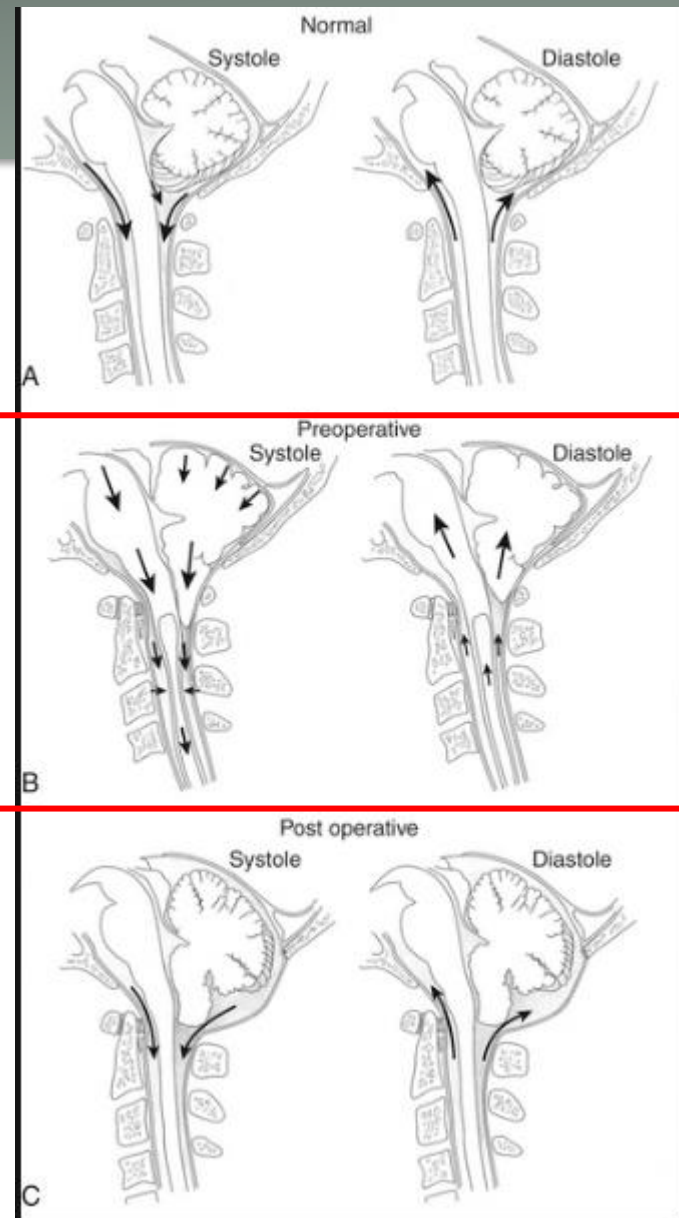 Normal
Systole Diastole
A
Preoperative
Systole Diastole
B
Post operative
Systole Diastole
C